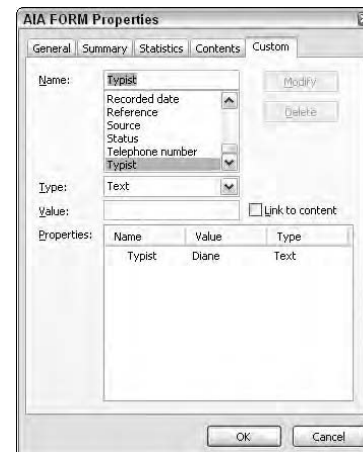 AIA FORM Properties
General Summary Statistics Contents Custom
Name: Typist Modify
Recorded date
Reference Delete
Source
Status
Telephone number
Typist
Type: Text
Value: Link to content
Properties: Name Value Type
Typist Diane Text
OK Cancel